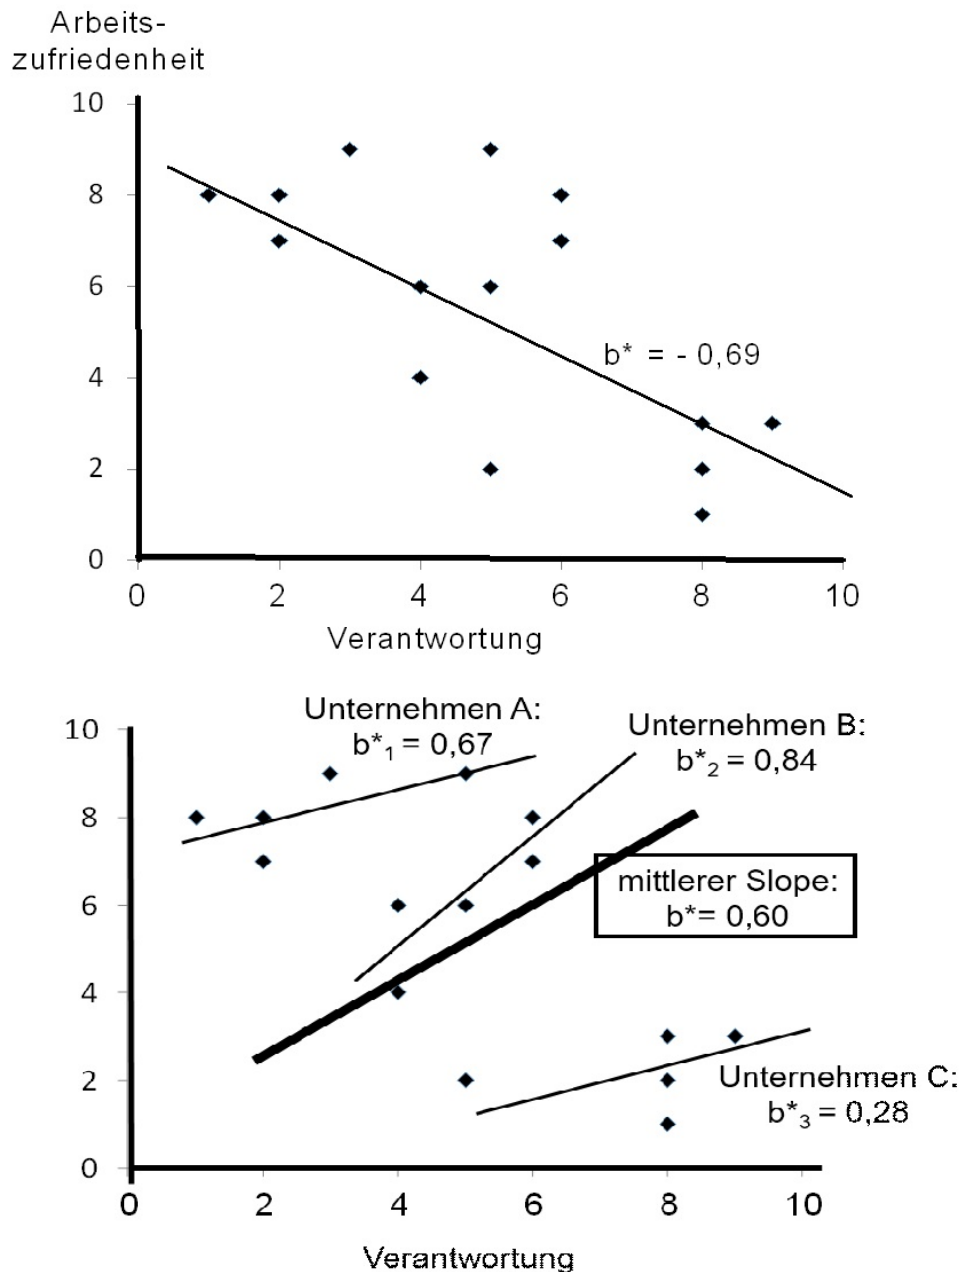 Arbeits-
zufriedenheit
10
8
6
4
2
0
b* = - 0,69
0 2 4 6 8 10
Verantwortung
Unternehmen A:
b*1 = 0,67
Unternehmen B:
b*2 = 0,84
10
8
6
4
2
0
mittlerer Slope:
b*= 0,60
Unternehmen C:
b*3 = 0,28
0 2 4 6 8 10
Verantwortung